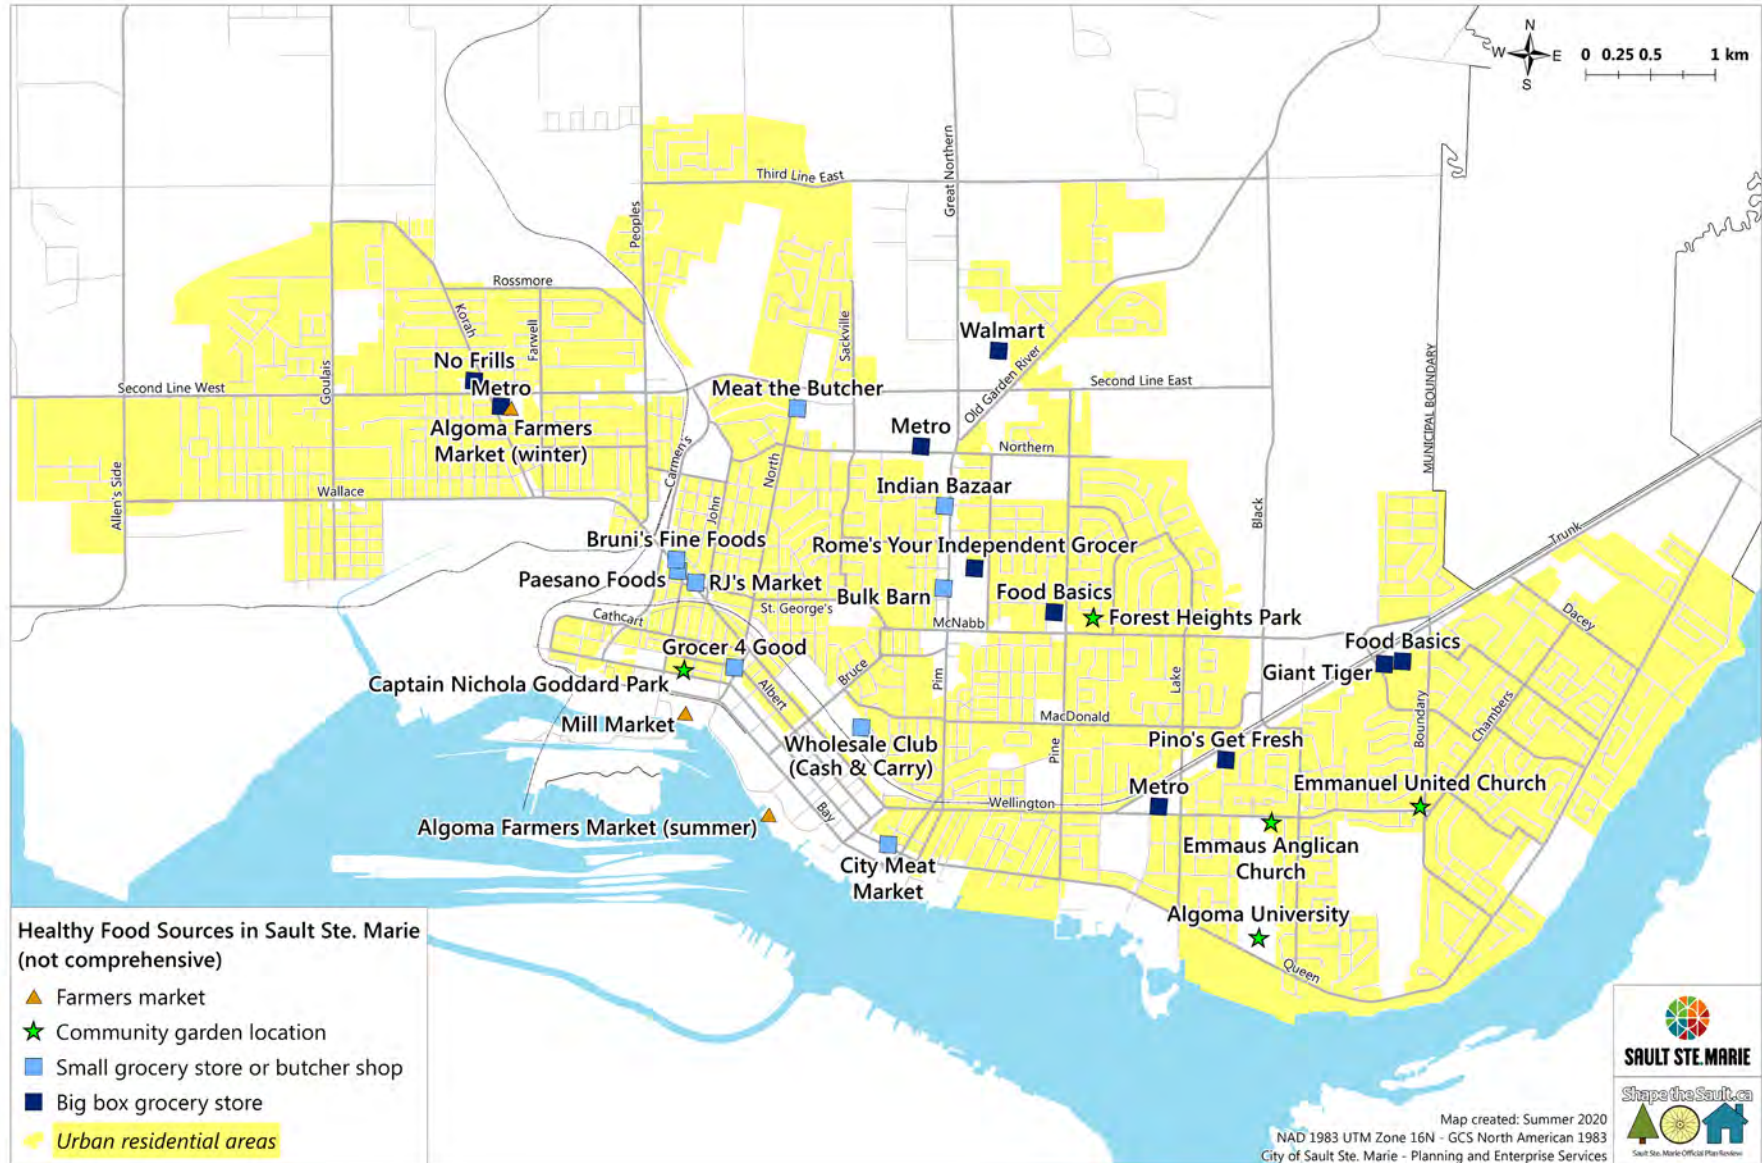 N
W E
S
0 0.25 0.5 1 km
Great Northern
Third Line East
Peoples
Rossmore
Korah
Farwell
Sackville
Walmart
Old Garden River
No Frills
Goulais
Second Line West
Metro
Meat the Butcher
Second Line East
MUNICIPAL BOUNDARY
Algoma Farmers
Market (winter)
Metro
Northern
Carmen's
North
Allen's Side
Wallace
John
Indian Bazaar
Black
Trunk
Bruni's Fine Foods
Rome's Your Independent Grocer
Paesano Foods
RJ's Market
Bulk Barn
Food Basics
St. George's
Cathcart
McNabb
Forest Heights Park
Dacey
Grocer 4 Good
Food Basics
Giant Tiger
Captain Nichola Goddard Park
Albert
Bruce
Pim
Lake
Mill Market
MacDonald
Boundary
Chambers
Wholesale Club
(Cash & Carry)
Pine
Pino's Get Fresh
Metro
Emmanuel United Church
Wellington
Bay
Algoma Farmers Market (summer)
Emmaus Anglican
Church
City Meat
Market
Algoma University
Queen
Healthy Food Sources in Sault Ste. Marie
(not comprehensive)
Farmers market
Community garden location
Small grocery store or butcher shop
Big box grocery store
Urban residential areas
SAULT STE.MARIE
Shape the Sault.ca
Sault Ste. Marie Official Plan Review
Map created: Summer 2020
NAD 1983 UTM Zone 16N - GCS North American 1983
City of Sault Ste. Marie - Planning and Enterprise Services